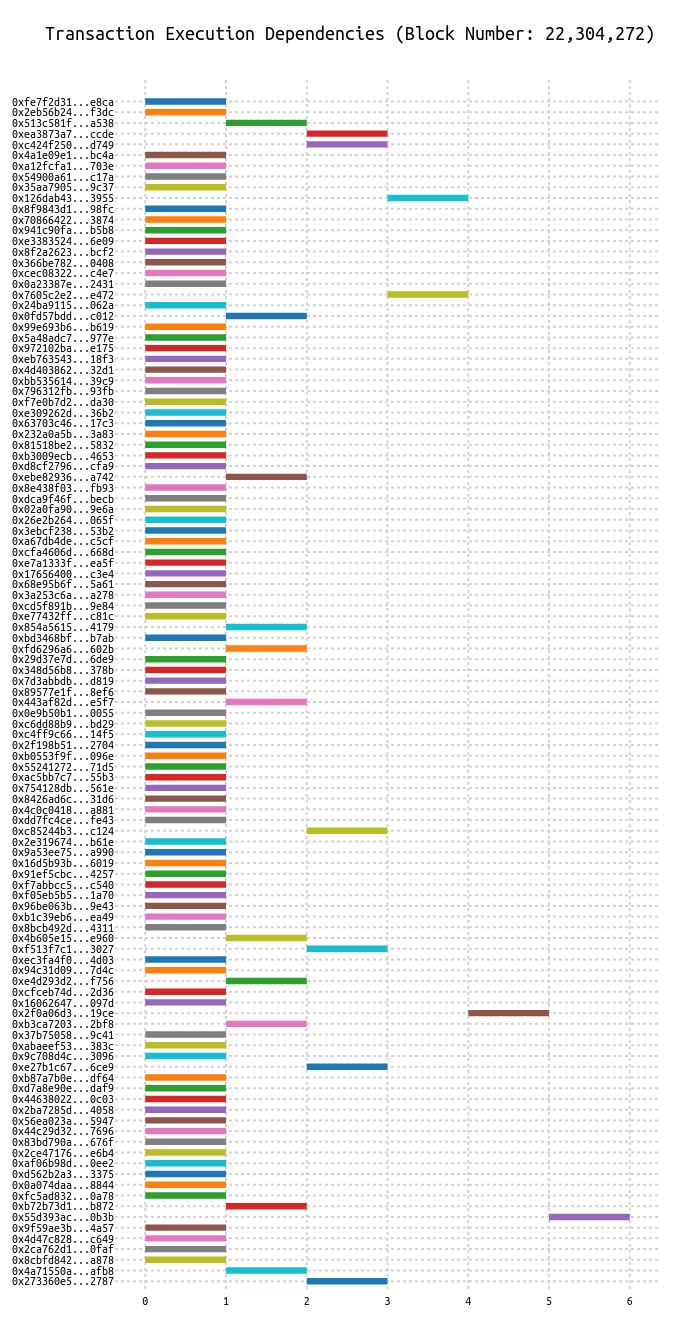 Transaction Execution Dependencies (Block Number: 22,304,272)
0xfe7f2d31...e8ca
0x2eb56b24...f3dc
0x513c581f...a538
0xea3873a7...ccde
0xc424f250...d749
0x4a1e09e1...bc4a
0xa12fcfa1...703e
0x54900a61...c17a
0x35aa7905...9c37
0x126dab43...3955
0x8f9843d1...98fc
0x70866422...3874
0x941c90fa...b5b8
0xe3383524...6e09
0x8f2a2623...bcf2
0x366be782...0408
0xcec08322...c4e7
0x0a23387e...2431
0x7605c2e2...e472
0x24ba9115...062a
0x0fd57bdd...c012
0x99e693b6...b619
0x5a48adc7...977e
0x972102ba...e175
0xeb763543...18f3
0x4d403862...32d1
0xbb535614...39c9
0x796312fb...93fb
0xf7e0b7d2...da30
0xe309262d...36b2
0x63703c46...17c3
0x232a0a5b...3a83
0x81518be2...5832
0xb3009ecb...4653
0xd8cf2796...cfa9
0xebe82936...a742
0x8e438f03...fb93
0xdca9f46f...becb
0x02a0fa90...9e6a
0x26e2b264...065f
0x3ebcf238...53b2
0xa67db4de...c5cf
0xcfa4606d...668d
0xe7a1333f...ea5f
0x17656400...c3e4
0x68e95b6f...5a61
0x3a253c6a...a278
0xcd5f891b...9e84
0xe77432ff...c81c
0x854a5615...4179
0xbd3468bf...b7ab
0xfd6296a6...602b
0x29d37e7d...6de9
0x348d56b8...378b
0x7d3abbdb...d819
0x89577e1f...8ef6
0x443af82d...e5f7
0x0e9b50b1...0055
0xc6dd88b9...bd29
0xc4ff9c66...14f5
0x2f198b51...2704
0xb0553f9f...096e
0x55241272...71d5
0xac5bb7c7...55b3
0x754128db...561e
0x8426ad6c...31d6
0x4c0c0418...a881
0xdd7fc4ce...fe43
0xc85244b3...c124
0x2e319674...b61e
0x9a53ee75...a990
0x16d5b93b...6019
0x91ef5cbc...4257
0xf7abbcc5...c540
0xf05eb5b5...1a70
0x96be063b...9e43
0xb1c39eb6...ea49
0x8bcb492d...4311
0x4b605e15...e960
0xf513f7c1...3027
0xec3fa4f0...4d03
0x94c31d09...7d4c
0xe4d293d2...f756
0xcfceb74d...2d36
0x16062647...097d
0x2f0a06d3...19ce
0xb3ca7203...2bf8
0x37b75058...9c41
0xabaeef53...383c
0x9c708d4c...3096
0xe27b1c67...6ce9
0xb87a7b0e...df64
0xd7a8e90e...daf9
0x44638022...0c03
0x2ba7285d...4058
0x56ea023a...5947
0x44c29d32...7696
0x83bd790a...676f
0x2ce47176...e6b4
0xaf06b98d...0ee2
0xd562b2a3...3375
0x0a074daa...8844
0xfc5ad832...0a78
0xb72b73d1...b872
0x55d393ac...0b3b
0x9f59ae3b...4a57
0x4d47c828...c649
0x2ca762d1...0faf
0x8cbfd842...a878
0x4a71550a...afb8
0x273360e5...2787
0 1 2 3 4 5 6